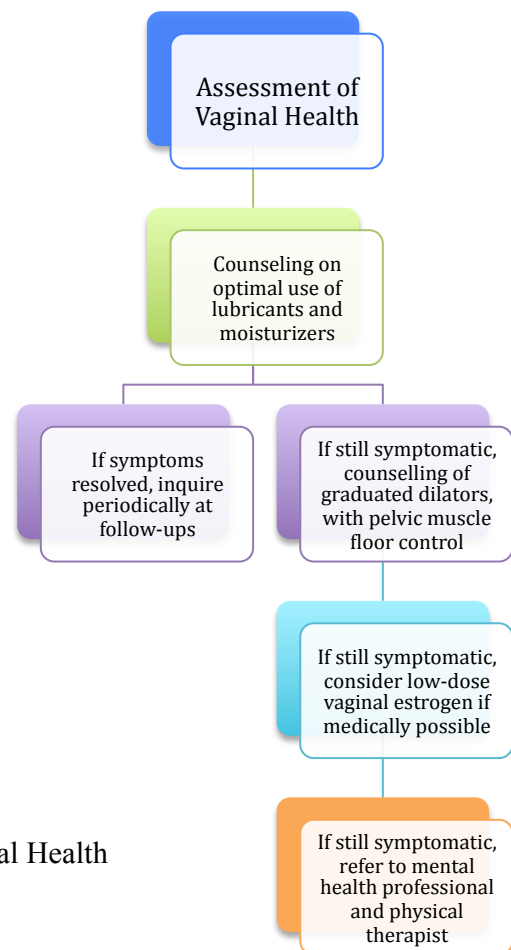 Assessment of
Vaginal Health
Counseling on
optimal use of
lubricants and
moisturizers
If symptoms
resolved, inquire
periodically at
follow-ups
If still symptomatic,
counselling of
graduated dilators,
with pelvic muscle
floor control
If still symptomatic,
consider low-dose
vaginal estrogen if
medically possible
If still symptomatic,
refer to mental
health professional
and physical
therapist
al Health